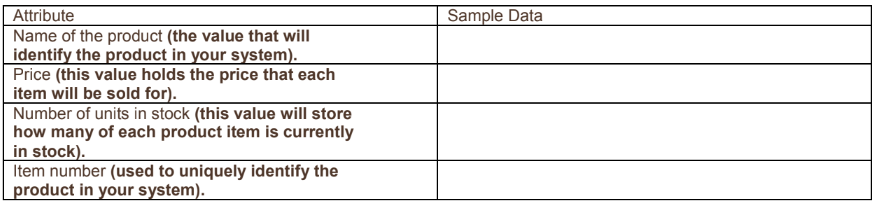 Attribute Sample Data
Name of the product (the value that will
identify the product in your system).
Price (this value holds the price that each
item will be sold for).
Number of units in stock (this value will store
how many of each product item is currently
in stock).
Item number (used to uniquely identify the
product in your system).